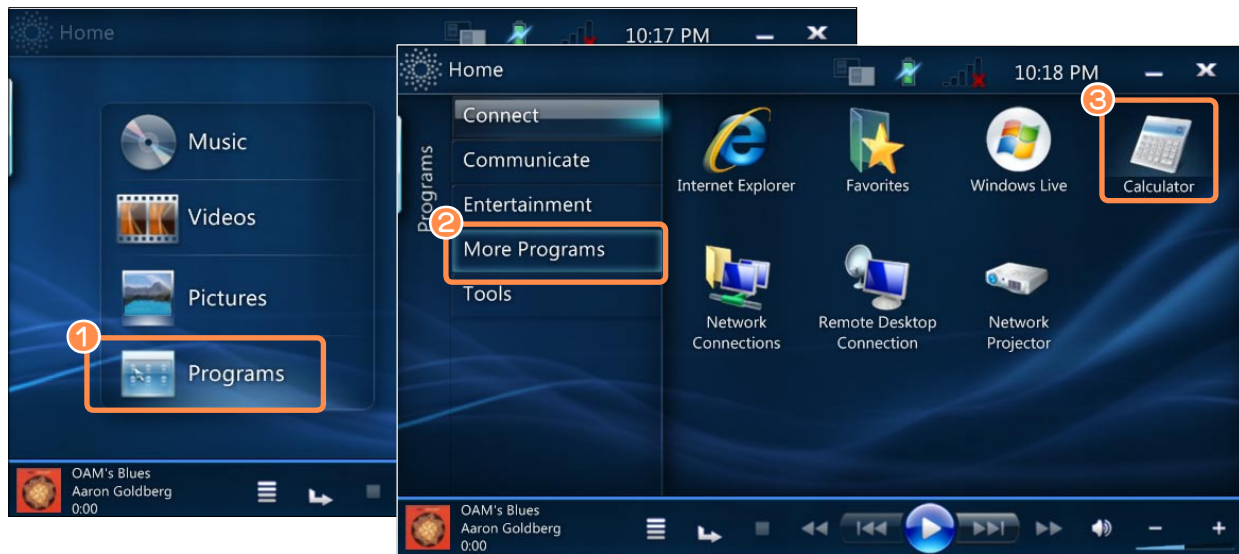 Home
10:17 PM
Music
Videos
Pictures
1
Programs
OAM's Blues
Aaron Goldberg
0:00
Home
10:18 PM
Programs
Connect
Communicate
Entertainment
2
More Programs
Tools
3
Internet Explorer
Favorites
Windows Live
Calculator
Network
Connections
Remote Desktop
Connection
Network
Projector
OAM's Blues
Aaron Goldberg
0:00